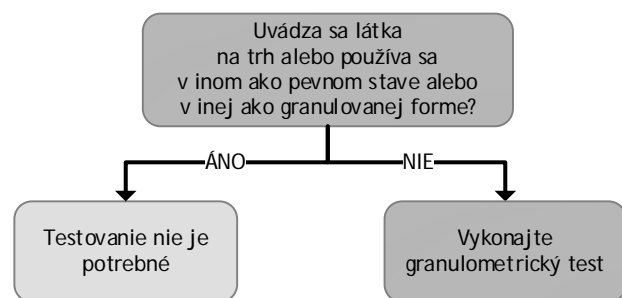 Uvádza sa látka
na trh alebo používa sa
v inom ako pevnom stave alebo
v inej ako granulovanej forme?
ÁNO
NIE
Testovanie nie je
potrebné
Vykonajte
granulometrický test